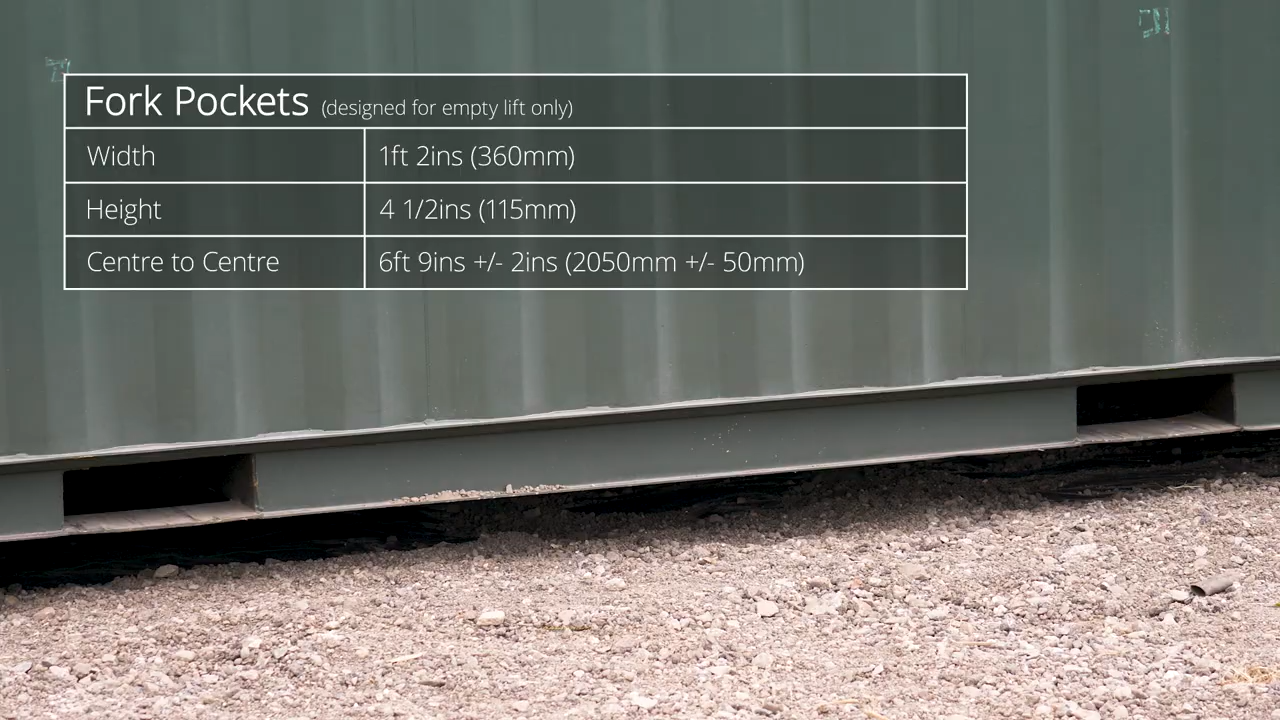 Fork Pockets (designed for empty lift only)
Width 1ft 2ins (360mm)
Height 4 1/2ins (115mm)
Centre to Centre 6ft 9ins +/- 2ins (2050mm +/- 50mm)